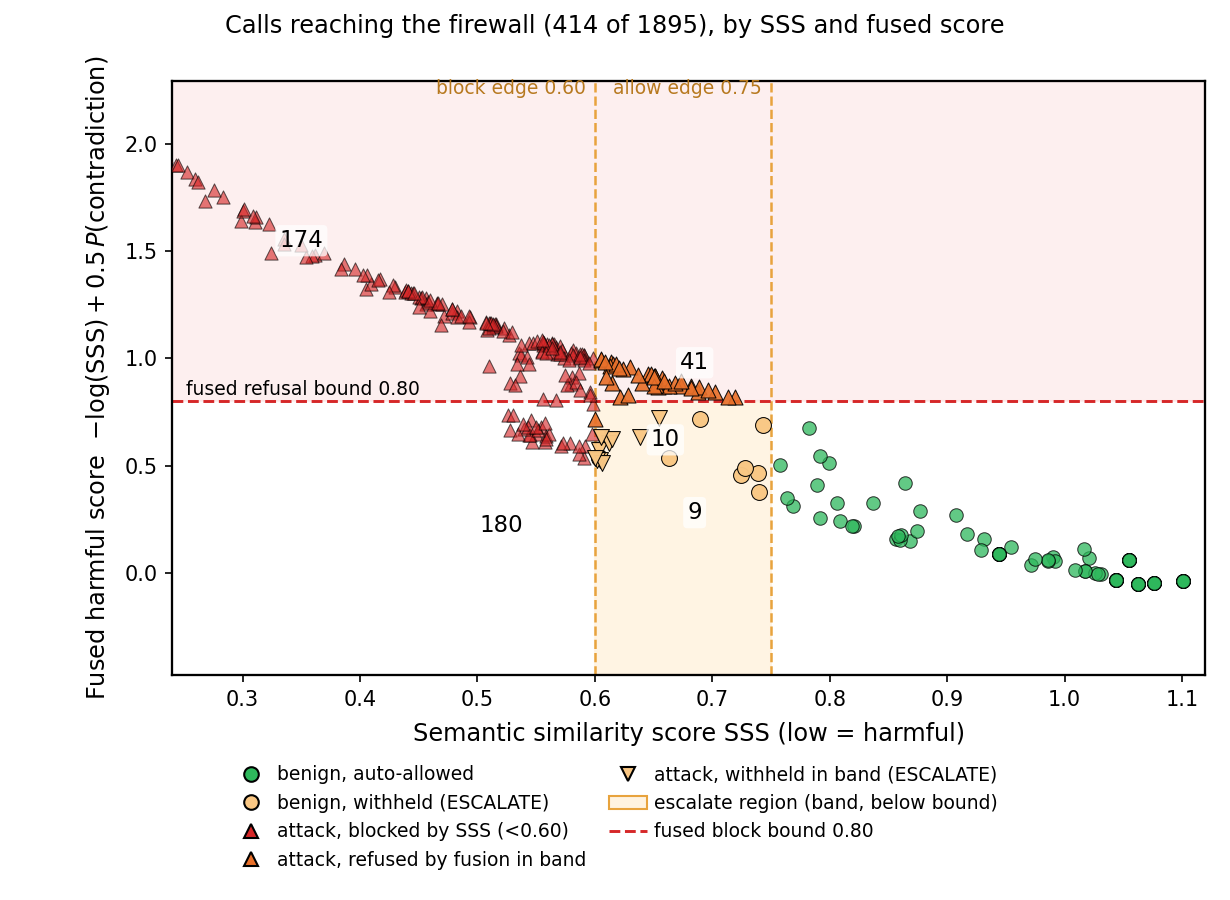 Calls reaching the firewall (414 of 1895), by SSS and fused score
block edge 0.60
allow edge 0.75
Fused harmful score −log(SSS) + 0.5 P(contradiction)
2.0
1.5
1.0
0.5
0.0
174
41
fused refusal bound 0.80
10
9
180
0.3
0.4
0.5
0.6
0.7
0.8
0.9
1.0
1.1
Semantic similarity score SSS (low = harmful)
benign, auto-allowed
benign, withheld (ESCALATE)
attack, blocked by SSS (<0.60)
attack, refused by fusion in band
attack, withheld in band (ESCALATE)
escalate region (band, below bound)
fused block bound 0.80